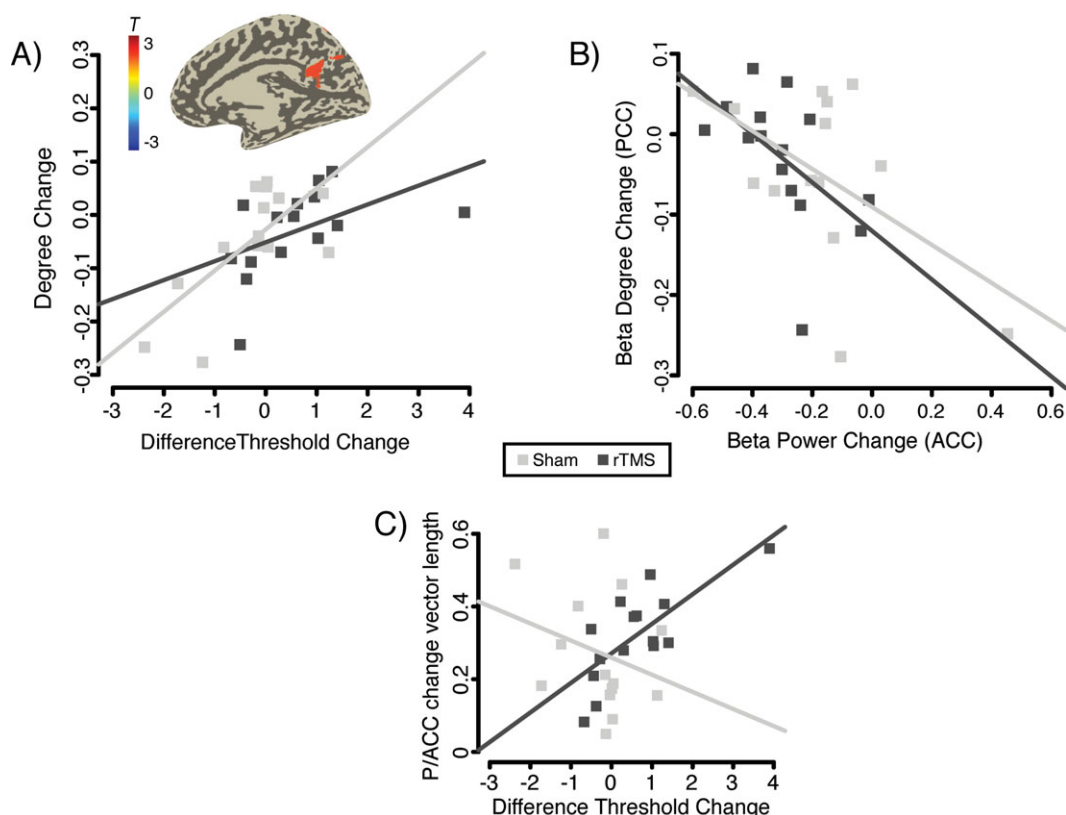 A)
T
3
0
-3
Degree Change
0.3
0.2
0.1
0.0
-0.1
-0.2
-0.3
-3 -2 -1 0 1 2 3 4
DifferenceThreshold Change
B)
Beta Degree Change (PCC)
0.1
0.0
-0.1
-0.2
-0.3
-0.6 -0.4 -0.2 0.0 0.2 0.4 0.6
Beta Power Change (ACC)
Sham rTMS
C)
P/ACC change vector length
0.6
0.4
0.2
0
-3 -2 -1 0 1 2 3 4
Difference Threshold Change